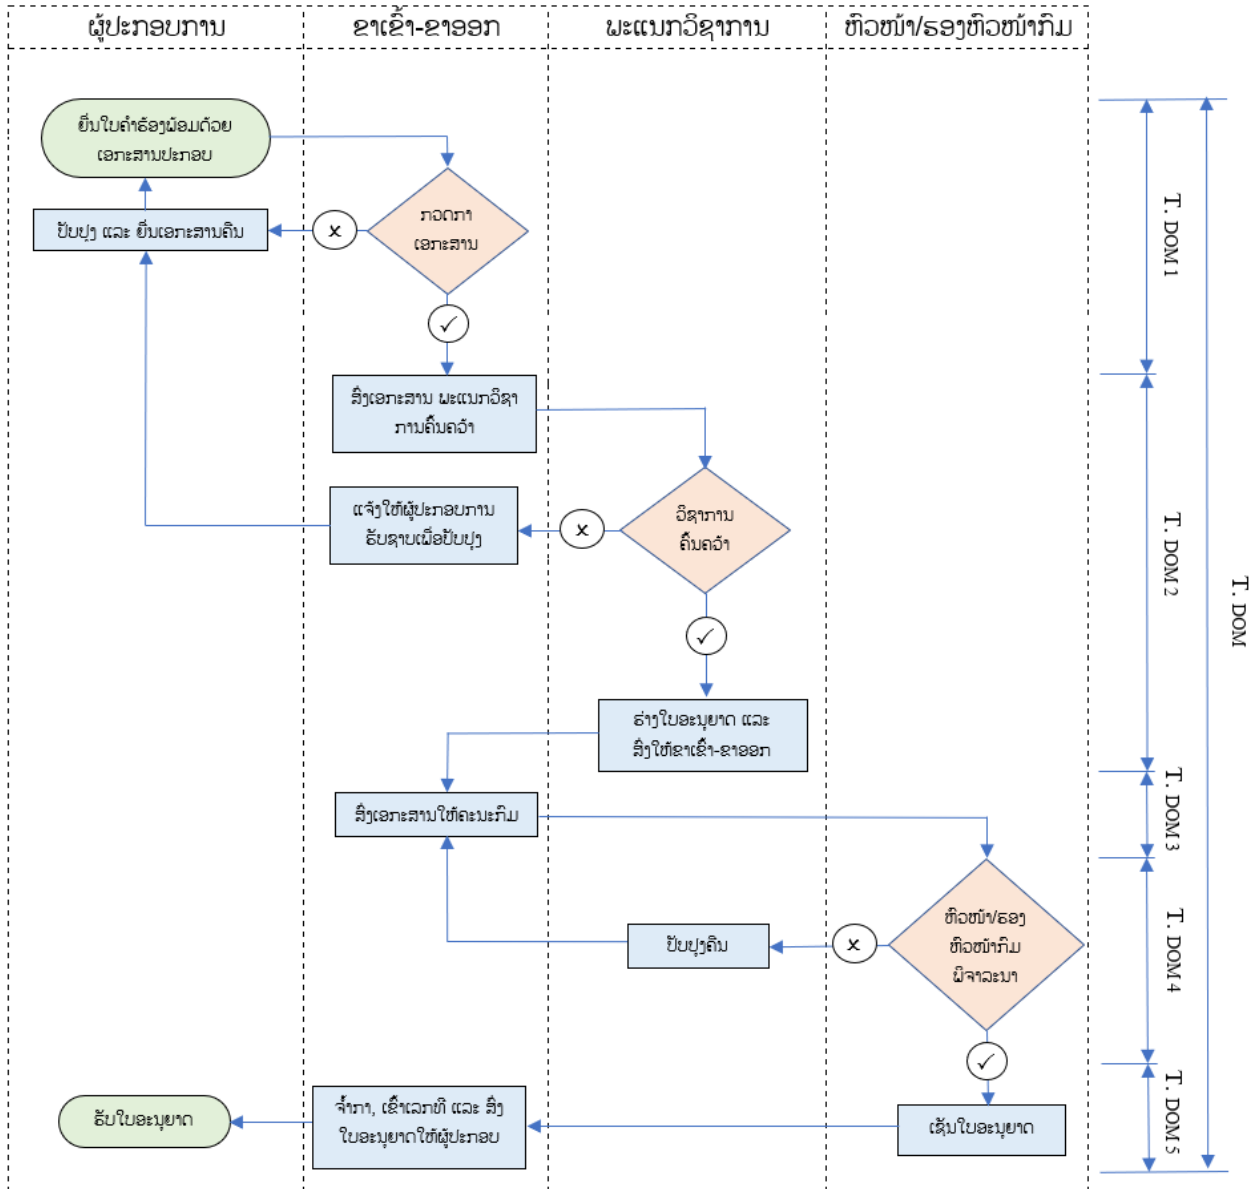 ຜູ້ປະກອບການ
ຂາເຂົ້າ-ຂາອອກ
ພະແນກວິຊາການ
ຫົວໜ້າ/ຮອງຫົວໜ້າກົມ
ຍື່ນໃບຄຳຮ້ອງພ້ອມດ້ວຍ
ເອກະສານປະກອບ
ກວດກາ
ເອກະສານ
x
ປັບປຸງ ແລະ ຍື່ນເອກະສານຄືນ
✓
ສົ່ງເອກະສານ ພະແນກວິຊາ
ການຄົ້ນຄວ້າ
ວິຊາການ
ຄົ້ນຄວ້າ
x
ແຈ້ງໃຫ້ຜູ້ປະກອບການ
ຮັບຊາບເພື່ອປັບປຸງ
✓
ຮ່າງໃບອະນຸຍາດ ແລະ
ສົ່ງໃຫ້ຂາເຂົ້າ-ຂາອອກ
ສົ່ງເອກະສານໃຫ້ຄະນະກົມ
ຫົວໜ້າ/ຮອງ
ຫົວໜ້າກົມ
ພິຈາລະນາ
x
ປັບປຸງຄືນ
✓
ເຊັນໃບອະນຸຍາດ
ຈ້ຳກາ, ເຂົ້າເລກທີ ແລະ ສົ່ງ
ໃບອະນຸຍາດໃຫ້ຜູ້ປະກອບ
ຮັບໃບອະນຸຍາດ
T. DOM 1
T. DOM 2
T. DOM 3
T. DOM 4
T. DOM 5
T. DOM